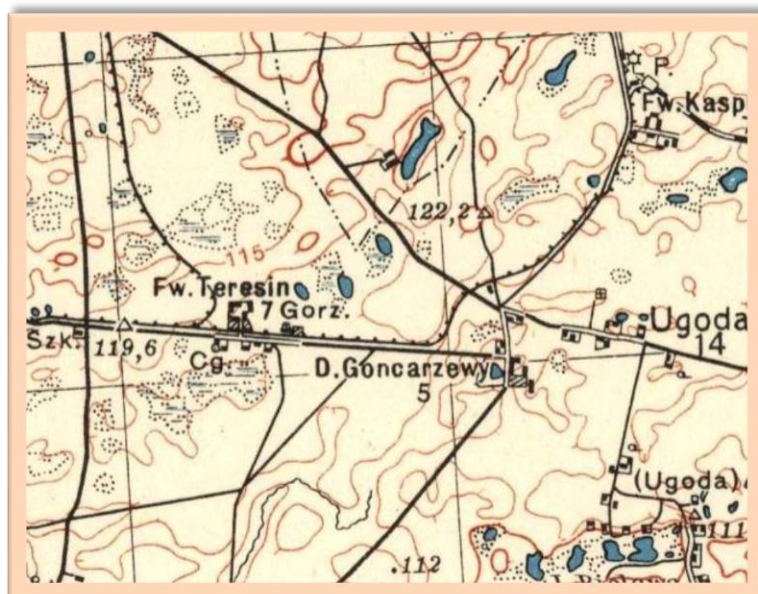 P.
Fw. Kasp
122,2
115
Fw. Teresin
7 Gorz.
Ugoda
14
Szk.
119,6
Cg.
D. Goncarzewy
5
(Ugoda)
111
.112